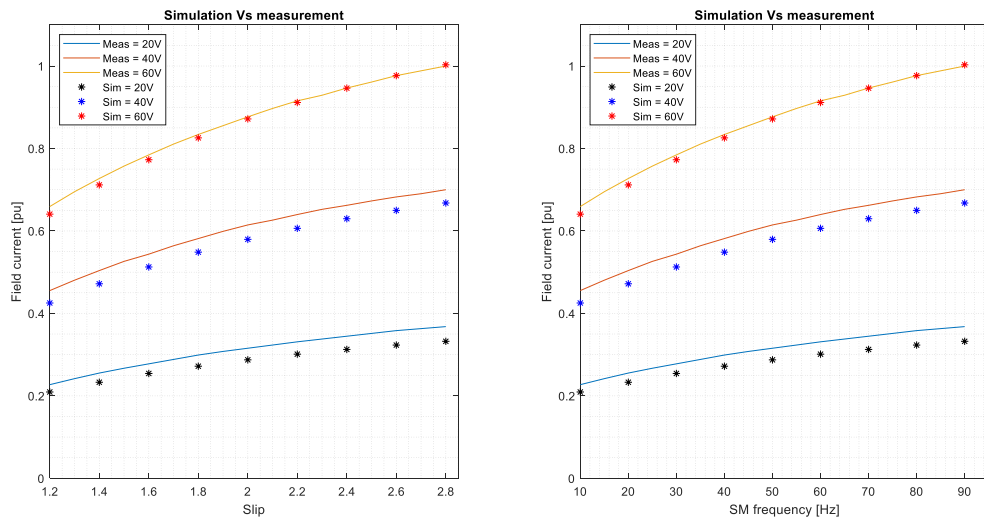 Simulation Vs measurement
Meas = 20V
Meas = 40V
Meas = 60V
Sim = 20V
Sim = 40V
Sim = 60V
Field current [pu]
1
0.8
0.6
0.4
0.2
0
1.2 1.4 1.6 1.8 2 2.2 2.4 2.6 2.8
Slip
Simulation Vs measurement
Meas = 20V
Meas = 40V
Meas = 60V
Sim = 20V
Sim = 40V
Sim = 60V
Field current [pu]
1
0.8
0.6
0.4
0.2
0
10 20 30 40 50 60 70 80 90
SM frequency [Hz]